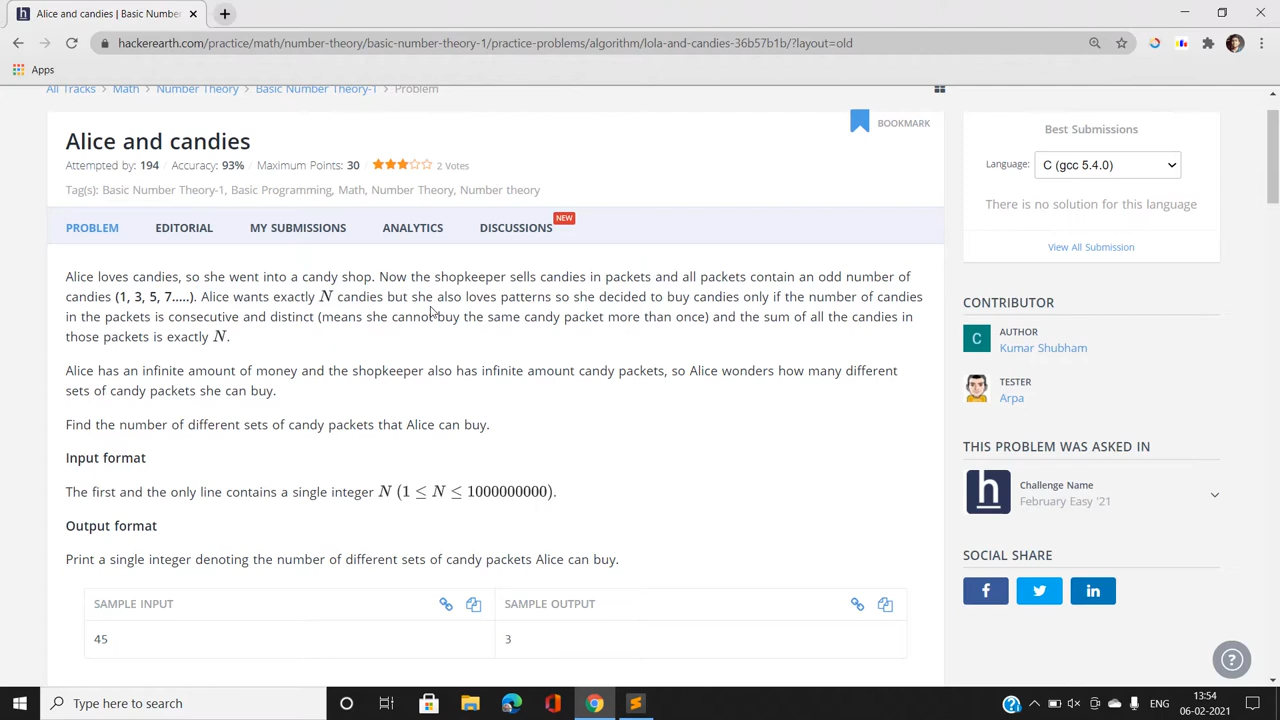 Alice and candies | Basic Number
hackerearth.com/practice/math/number-theory/basic-number-theory-1/practice-problems/algorithm/lola-and-candies-36b57b1b/?layout=old
Apps
All Tracks > Math > Number Theory > Basic Number Theory-1 > Problem
Alice and candies
BOOKMARK
Attempted by: 194 Accuracy: 93% Maximum Points: 30 2 Votes
Tag(s): Basic Number Theory-1, Basic Programming, Math, Number Theory, Number theory
PROBLEM EDITORIAL MY SUBMISSIONS ANALYTICS DISCUSSIONS NEW
Alice loves candies, so she went into a candy shop. Now the shopkeeper sells candies in packets and all packets contain an odd number of
candies (1, 3, 5, 7.....). Alice wants exactly N candies but she also loves patterns so she decided to buy candies only if the number of candies
in the packets is consecutive and distinct (means she cannot buy the same candy packet more than once) and the sum of all the candies in
those packets is exactly N.
Alice has an infinite amount of money and the shopkeeper also has infinite amount candy packets, so Alice wonders how many different
sets of candy packets she can buy.
Find the number of different sets of candy packets that Alice can buy.
Input format
The first and the only line contains a single integer N (1 ≤ N ≤ 1000000000).
Output format
Print a single integer denoting the number of different sets of candy packets Alice can buy.
SAMPLE INPUT
45
SAMPLE OUTPUT
3
Best Submissions
Language: C (gcc 5.4.0)
There is no solution for this language
View All Submission
CONTRIBUTOR
C
AUTHOR
Kumar Shubham
TESTER
Arpa
THIS PROBLEM WAS ASKED IN
h
Challenge Name
February Easy '21
SOCIAL SHARE
Type here to search
ENG
13:54
06-02-2021